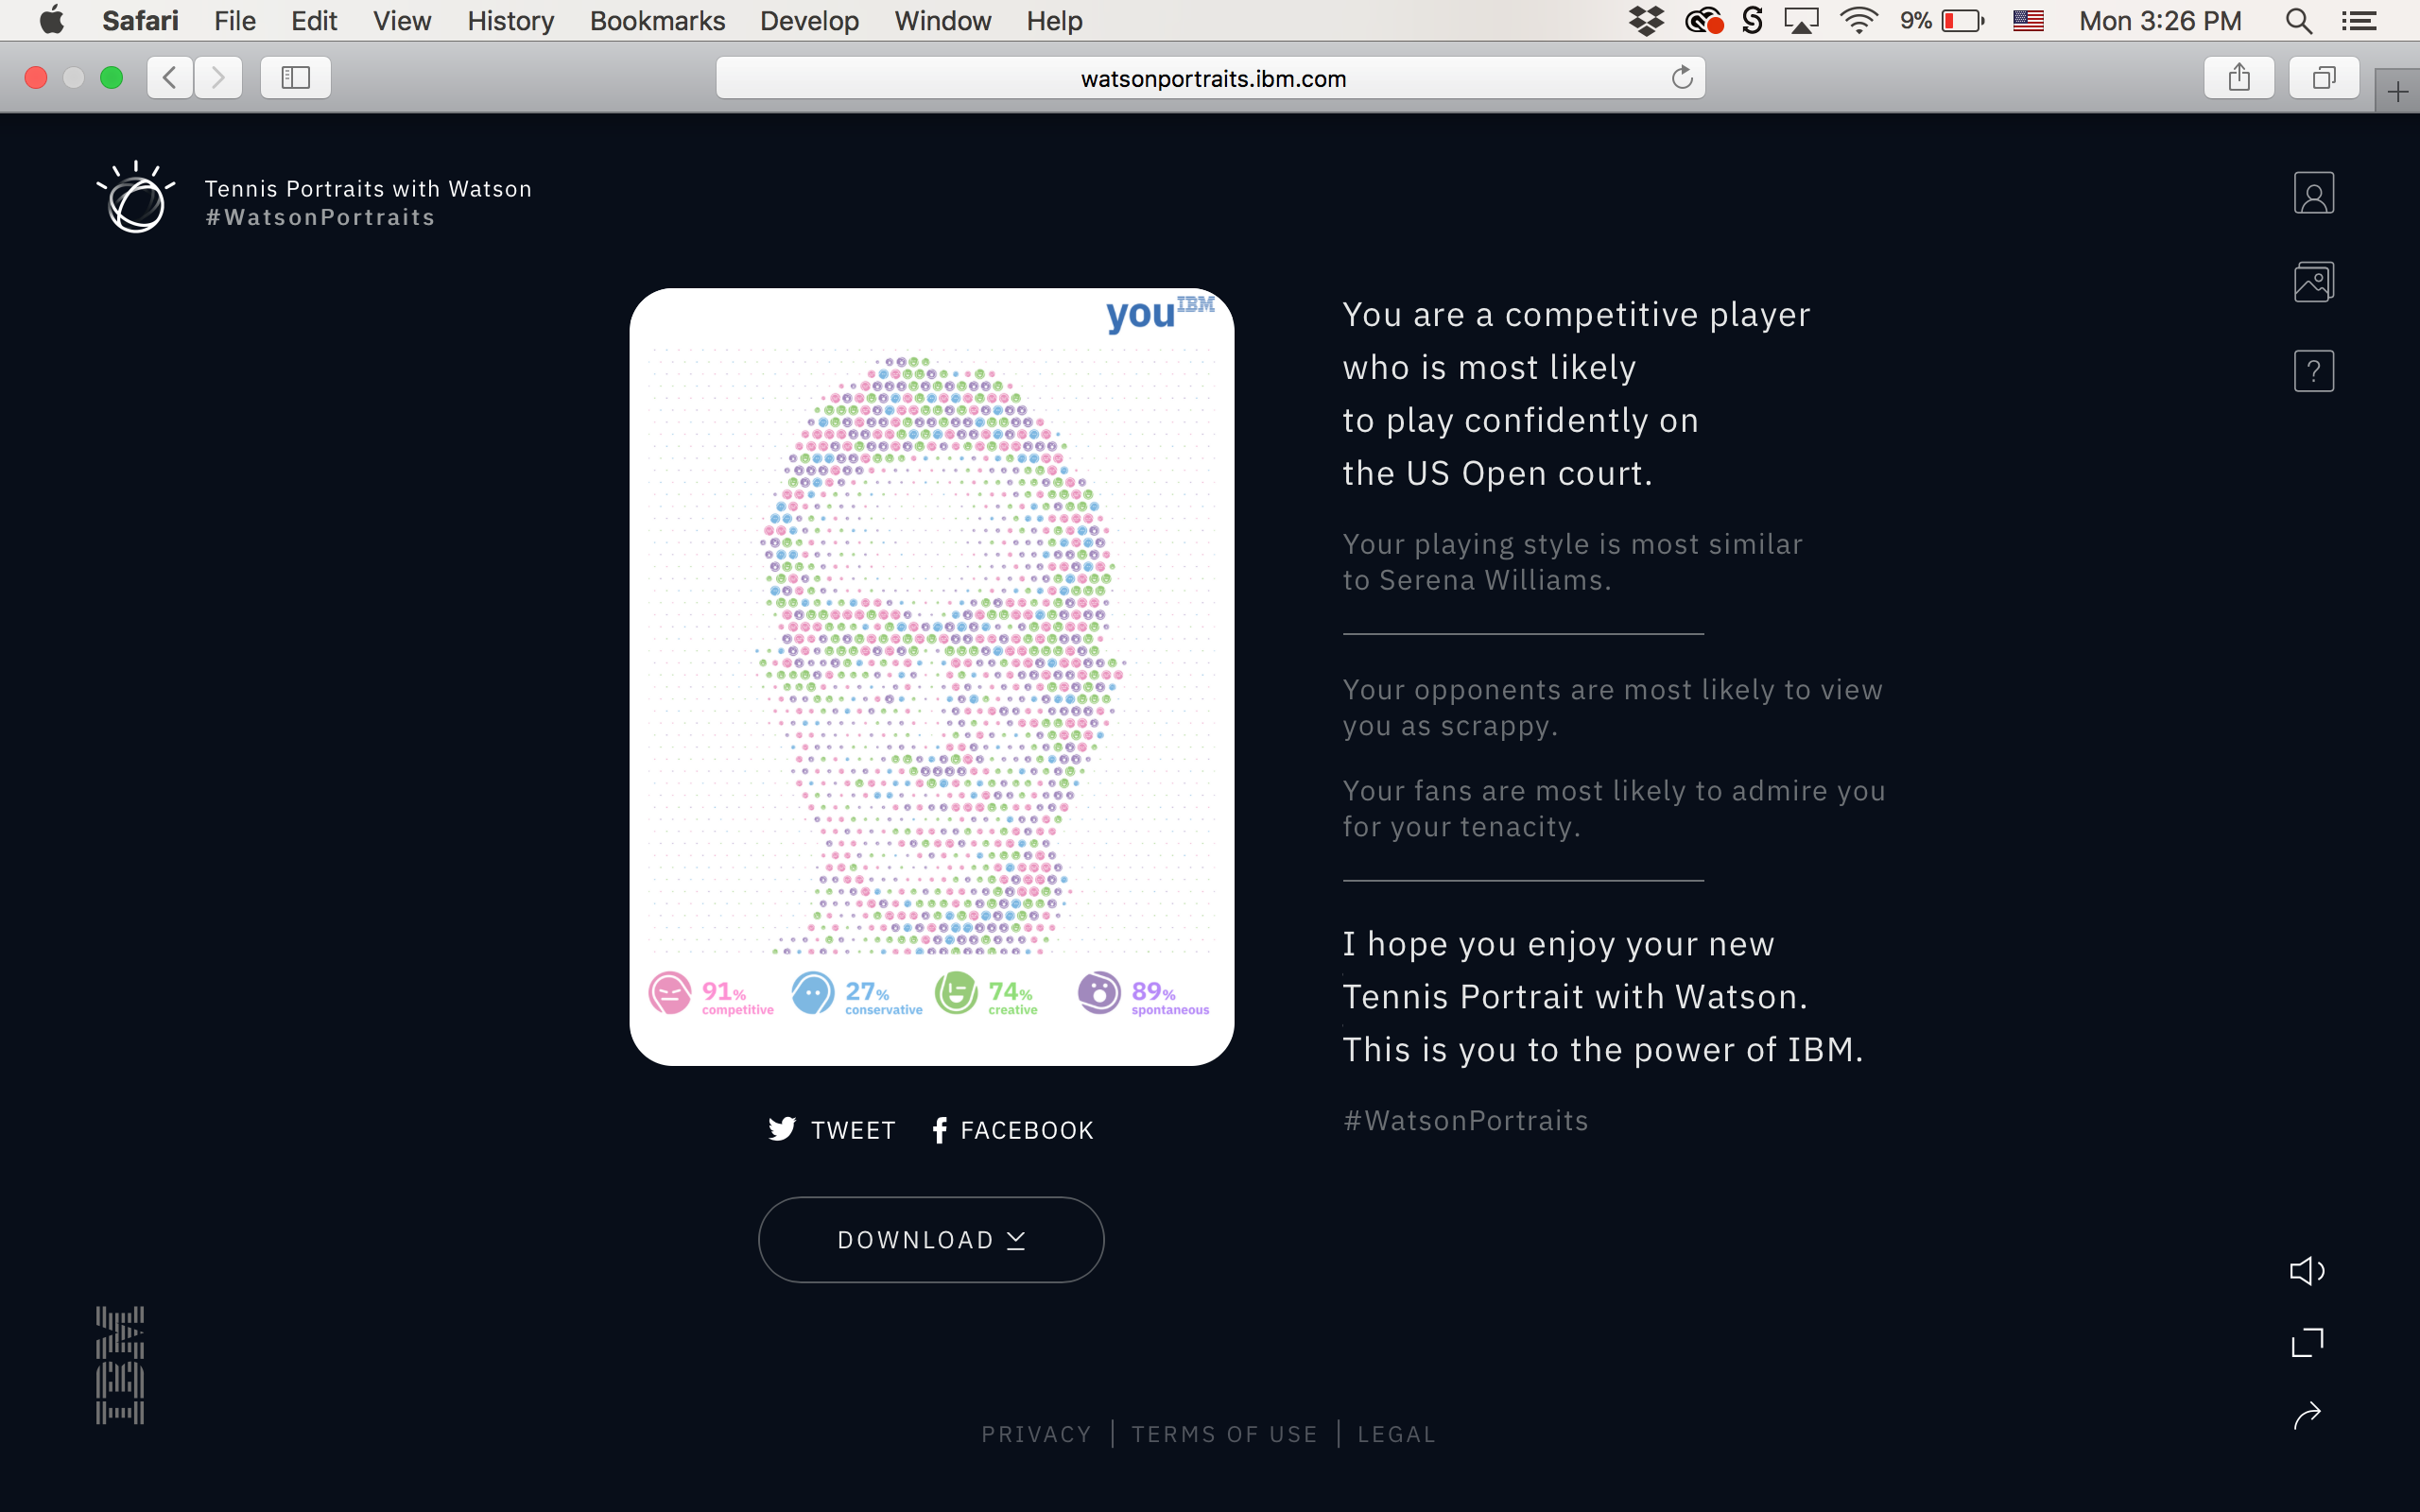 Safari File Edit View History Bookmarks Develop Window Help 9% Mon 3:26 PM
watsonportraits.ibm.com
Tennis Portraits with Watson
#WatsonPortraits
you IBM
91% competitive
27% conservative
74% creative
89% spontaneous
TWEET FACEBOOK
DOWNLOAD
You are a competitive player
who is most likely
to play confidently on
the US Open court.
Your playing style is most similar
to Serena Williams.
Your opponents are most likely to view
you as scrappy.
Your fans are most likely to admire you
for your tenacity.
I hope you enjoy your new
Tennis Portrait with Watson.
This is you to the power of IBM.
#WatsonPortraits
?
IBM
PRIVACY | TERMS OF USE | LEGAL